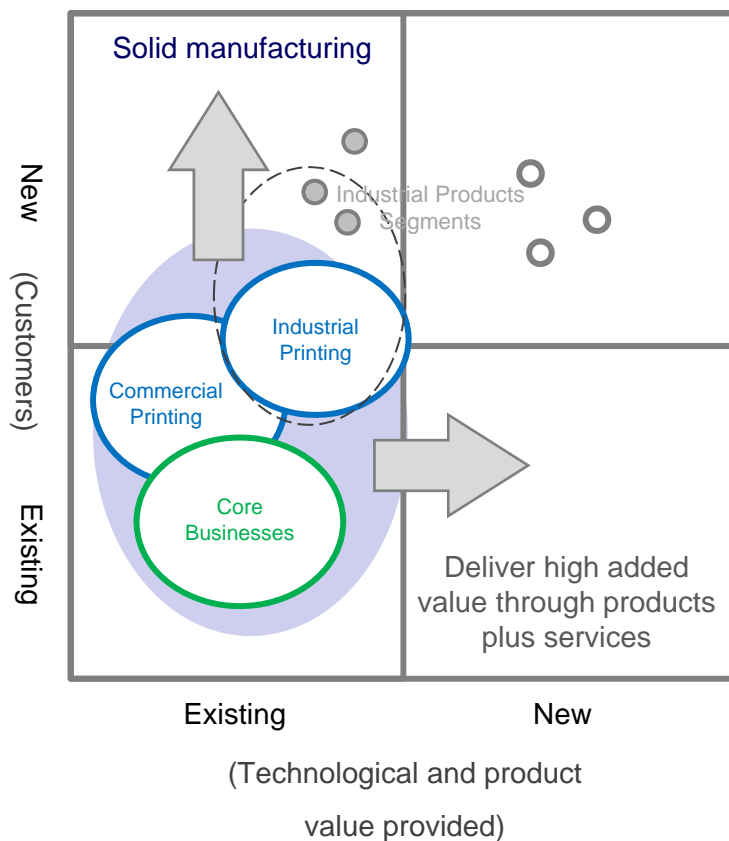 Solid manufacturing
Industrial Products
Segments
New
(Customers)
Existing
Industrial
Printing
Commercial
Printing
Core
Businesses
Deliver high added
value through products
plus services
Existing
New
(Technological and product
value provided)